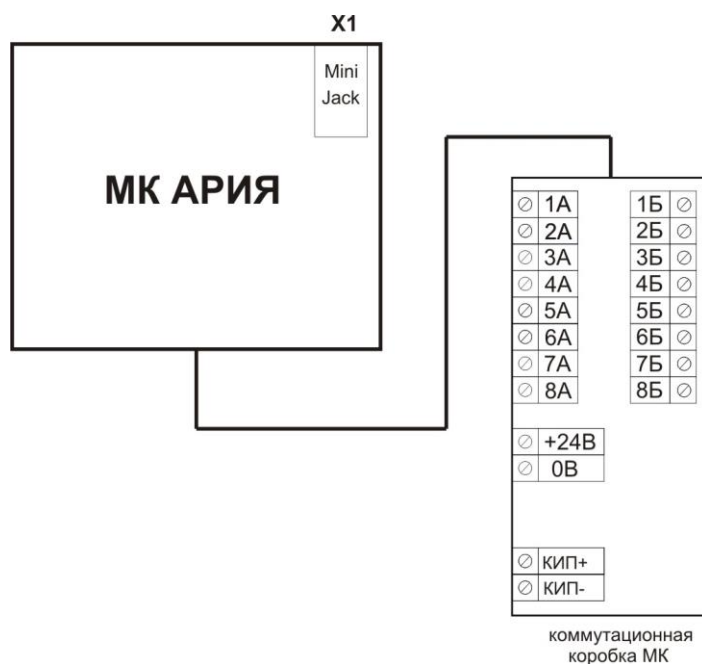 X1
Mini
Jack
МК АРИЯ
1А 1Б
2А 2Б
3А 3Б
4А 4Б
5А 5Б
6А 6Б
7А 7Б
8А 8Б
+24В
0В
КИП+
КИП-
коммутационная
коробка МК